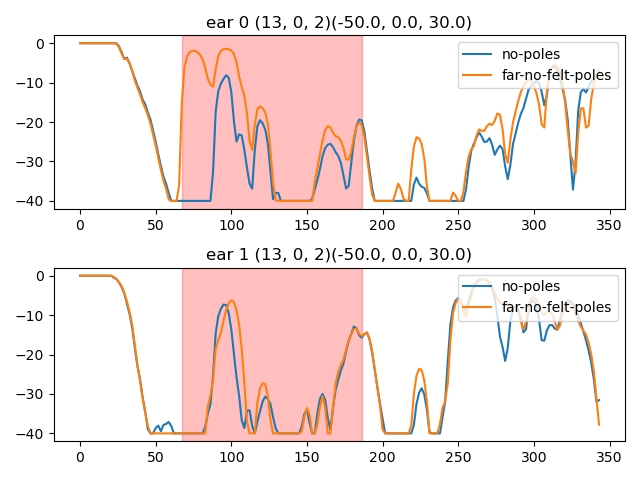 ear 0 (13, 0, 2)(-50.0, 0.0, 30.0)
0
−10
−20
−30
−40
no-poles
far-no-felt-poles
0 50 100 150 200 250 300 350
ear 1 (13, 0, 2)(-50.0, 0.0, 30.0)
0
−10
−20
−30
−40
no-poles
far-no-felt-poles
0 50 100 150 200 250 300 350